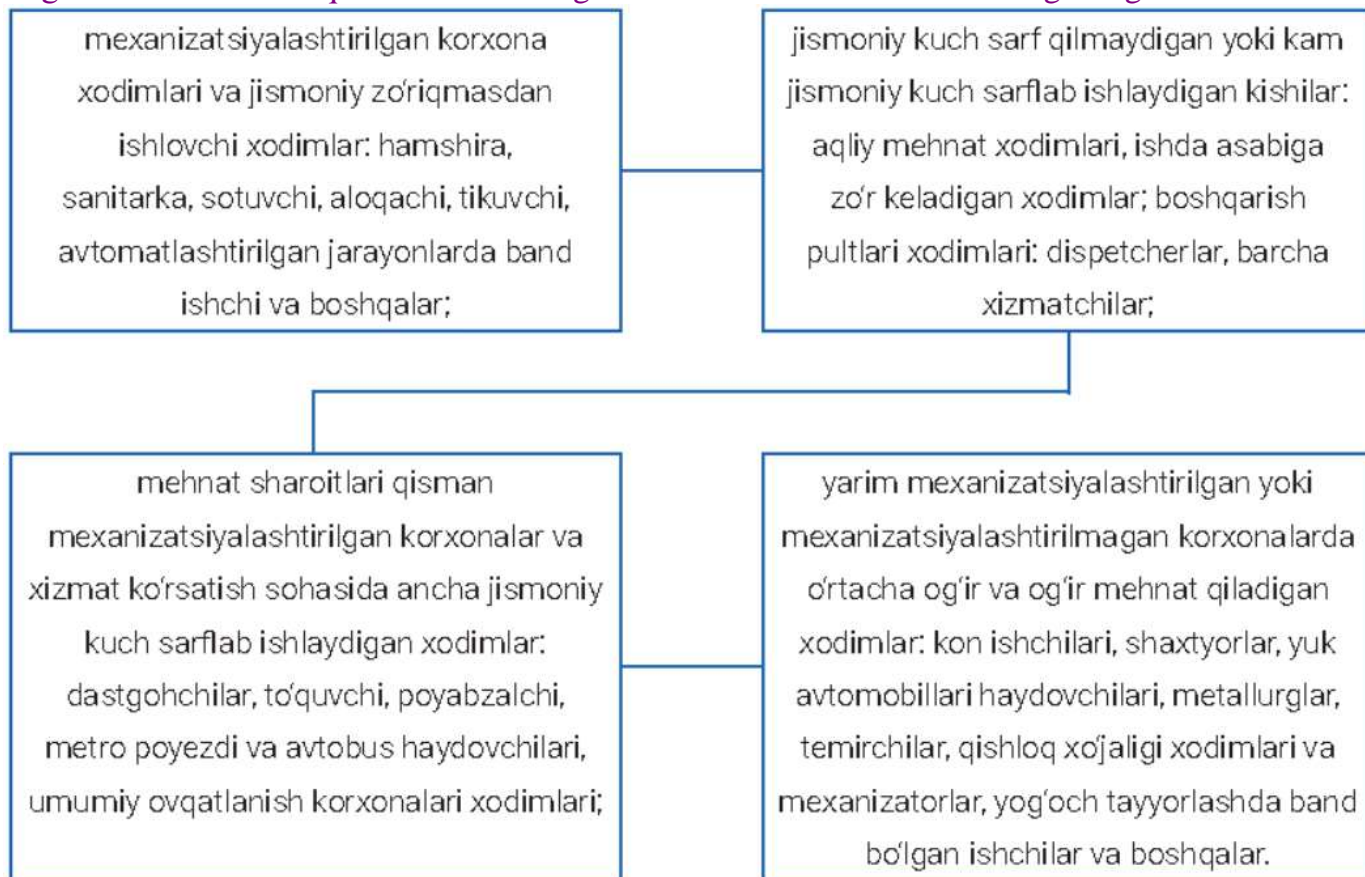 mexanizatsiyalashtirilgan korxona
xodimlari va jismoniy zo‘riqmasdan
ishlovchi xodimlar: hamshira,
sanitarka, sotuvchi, aloqachi, tikuvchi,
avtomatlashtirilgan jarayonlarda band
ishchi va boshqalar;
jismoniy kuch sarf qilmaydigan yoki kam
jismoniy kuch sarflab ishlaydigan kishilar:
aqliy mehnat xodimlari, ishda asabiga
zo‘r keladigan xodimlar; boshqarish
pultlari xodimlari: dispetcherlar, barcha
xizmatchilar;
mehnat sharoitlari qisman
mexanizatsiyalashtirilgan korxonalar va
xizmat ko‘rsatish sohasida ancha jismoniy
kuch sarflab ishlaydigan xodimlar:
dastgohchilar, to‘quvchi, poyabzalchi,
metro poyezdi va avtobus haydovchilari,
umumiy ovqatlanish korxonalari xodimlari;
yarim mexanizatsiyalashtirilgan yoki
mexanizatsiyalashtirilmagan korxonalarda
o‘rtacha og‘ir va og‘ir mehnat qiladigan
xodimlar: kon ishchilari, shaxtyorlar, yuk
avtomobillari haydovchilari, metallurglar,
temirchilar, qishloq xo‘jaligi xodimlari va
mexanizatorlar, yog‘och tayyorlashda band
bo‘lgan ishchilar va boshqalar.